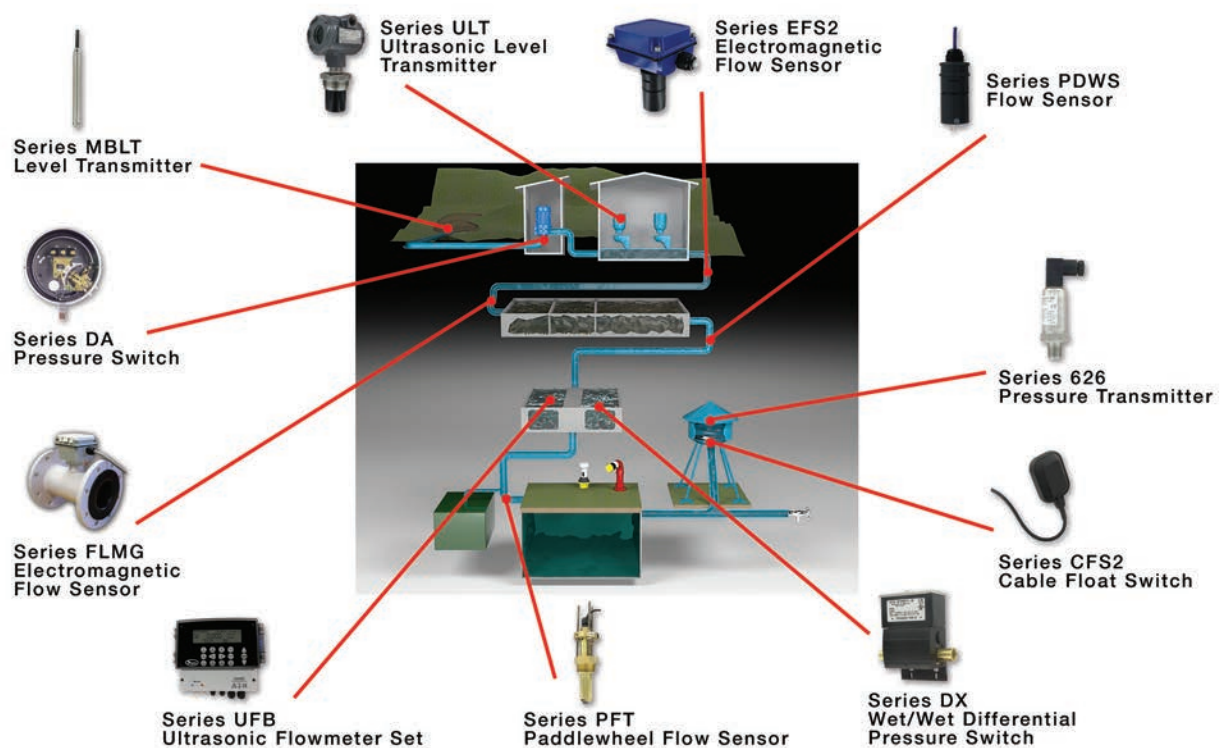 Series ULT
Ultrasonic Level
Transmitter
Series EFS2
Electromagnetic
Flow Sensor
Series PDWS
Flow Sensor
Series MBLT
Level Transmitter
Series DA
Pressure Switch
Series 626
Pressure Transmitter
Series FLMG
Electromagnetic
Flow Sensor
Series CFS2
Cable Float Switch
Series UFB
Ultrasonic Flowmeter Set
Series PFT
Paddlewheel Flow Sensor
Series DX
Wet/Wet Differential
Pressure Switch